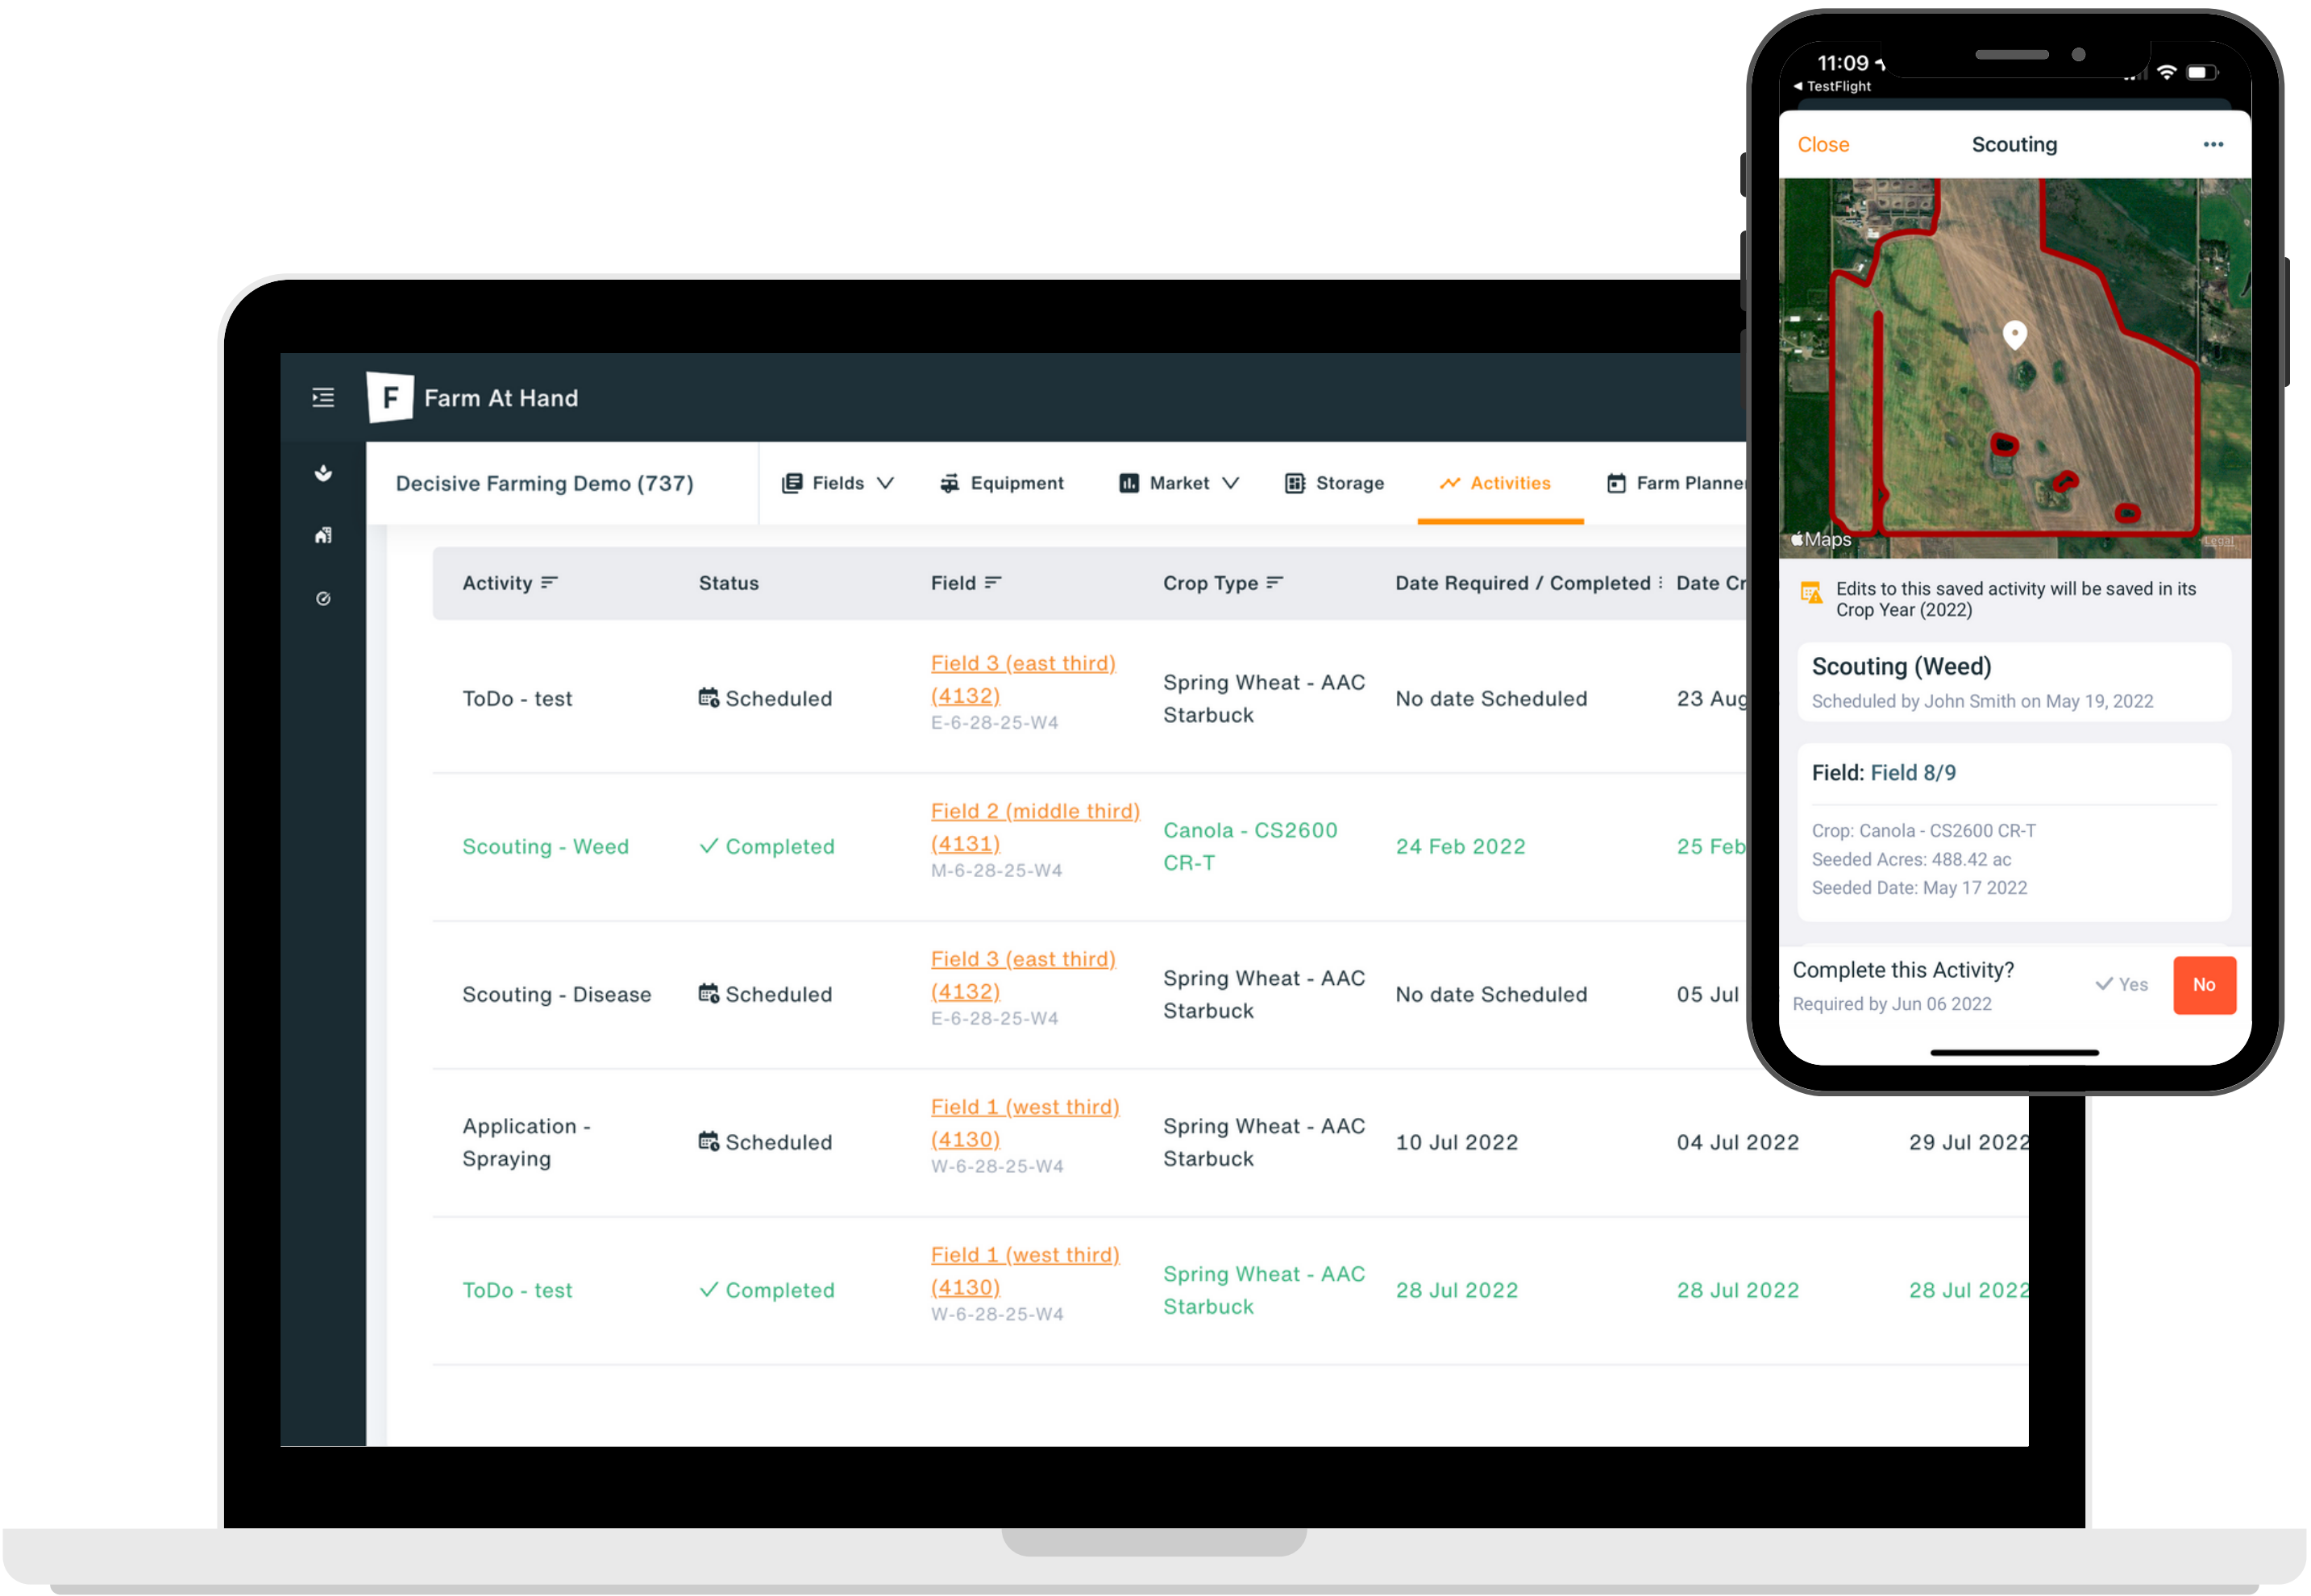 F Farm At Hand
Decisive Farming Demo (737)
Fields
Equipment
Market
Storage
Activities
Farm Planner
Activity
Status
Field
Crop Type
Date Required / Completed
Date Cr
ToDo - test
Scheduled
Field 3 (east third)
(4132)
E-6-28-25-W4
Spring Wheat - AAC
Starbuck
No date Scheduled
23 Aug
Scouting - Weed
Completed
Field 2 (middle third)
(4131)
M-6-28-25-W4
Canola - CS2600
CR-T
24 Feb 2022
25 Feb
Scouting - Disease
Scheduled
Field 3 (east third)
(4132)
E-6-28-25-W4
Spring Wheat - AAC
Starbuck
No date Scheduled
05 Jul
Application -
Spraying
Scheduled
Field 1 (west third)
(4130)
W-6-28-25-W4
Spring Wheat - AAC
Starbuck
10 Jul 2022
04 Jul 2022
29 Jul 2022
ToDo - test
Completed
Field 1 (west third)
(4130)
W-6-28-25-W4
Spring Wheat - AAC
Starbuck
28 Jul 2022
28 Jul 2022
28 Jul 2022
11:09
TestFlight
Close
Scouting
Maps
Legal
Edits to this saved activity will be saved in its
Crop Year (2022)
Scouting (Weed)
Scheduled by John Smith on May 19, 2022
Field: Field 8/9
Crop: Canola - CS2600 CR-T
Seeded Acres: 488.42 ac
Seeded Date: May 17 2022
Complete this Activity?
Required by Jun 06 2022
Yes
No